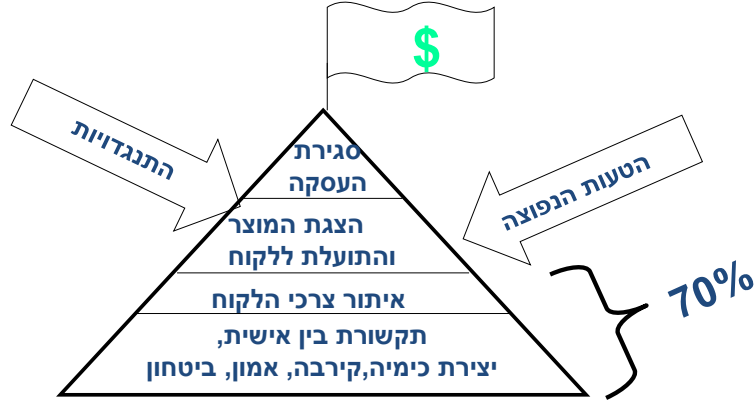 $
סגירת
העסקה
התנגדויות
הטעות הנפוצה
הצגת המוצר
והתועלת ללקוח
איתור צרכי הלקוח
70%
תקשורת בין אישית,
יצירת כימיה,קירבה, אמון, ביטחון